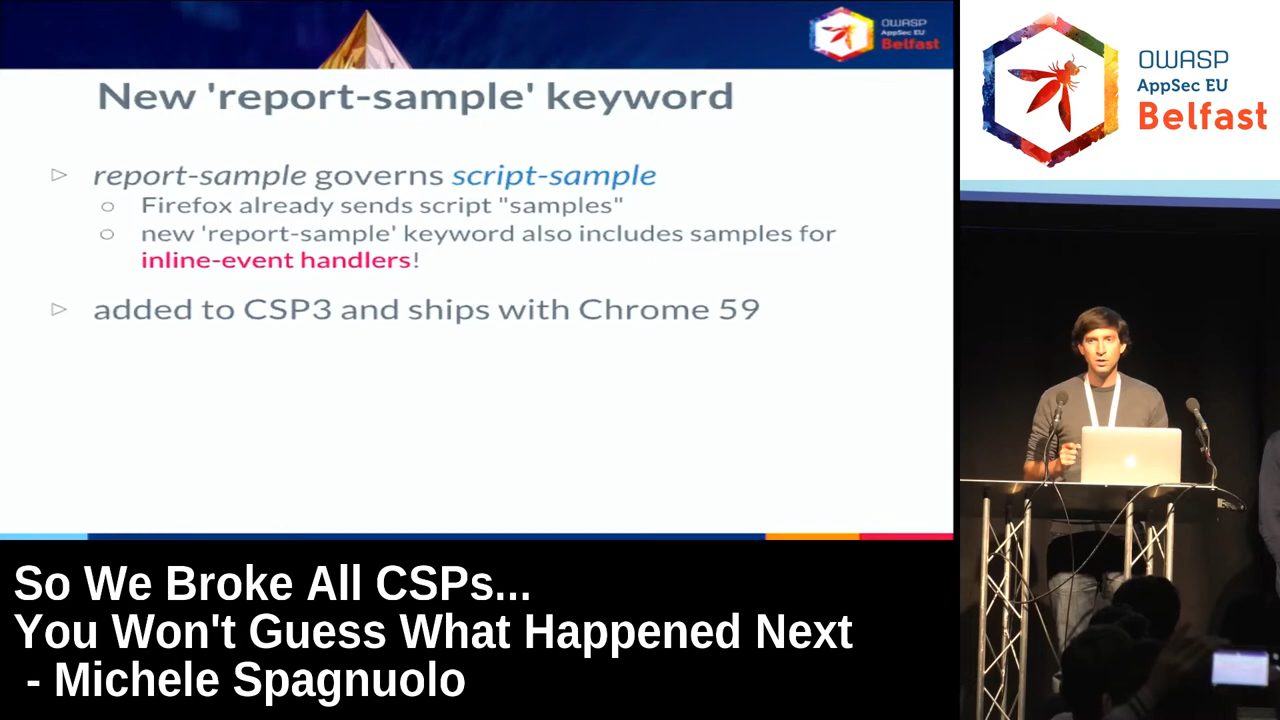 OWASP
AppSec EU
Belfast
New 'report-sample' keyword
▷ report-sample governs script-sample
○ Firefox already sends script "samples"
○ new 'report-sample' keyword also includes samples for
inline-event handlers!
▷ added to CSP3 and ships with Chrome 59
OWASP
AppSec EU
Belfast
So We Broke All CSPs...
You Won't Guess What Happened Next
- Michele Spagnuolo